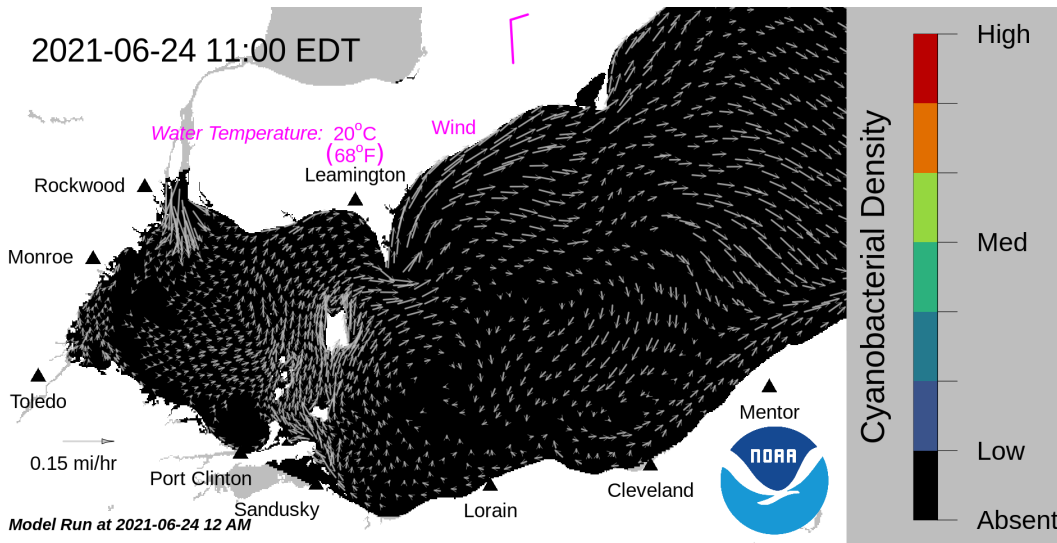 2021-06-24 11:00 EDT
Water Temperature: 20°C
(68°F)
Wind
Leamington
Rockwood
Monroe
Toledo
0.15 mi/hr
Port Clinton
Sandusky
Lorain
Cleveland
Mentor
NOAA
Model Run at 2021-06-24 12 AM
Cyanobacterial Density
High
Med
Low
Absent